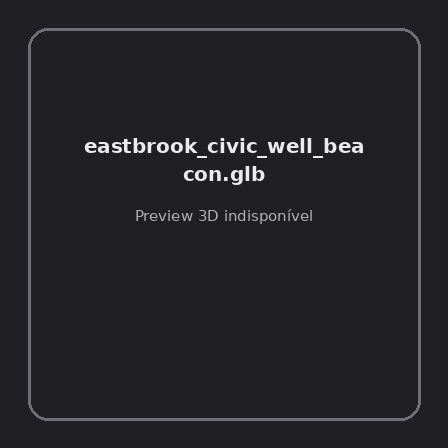 eastbrook_civic_well_bea
con.glb
Preview 3D indisponível